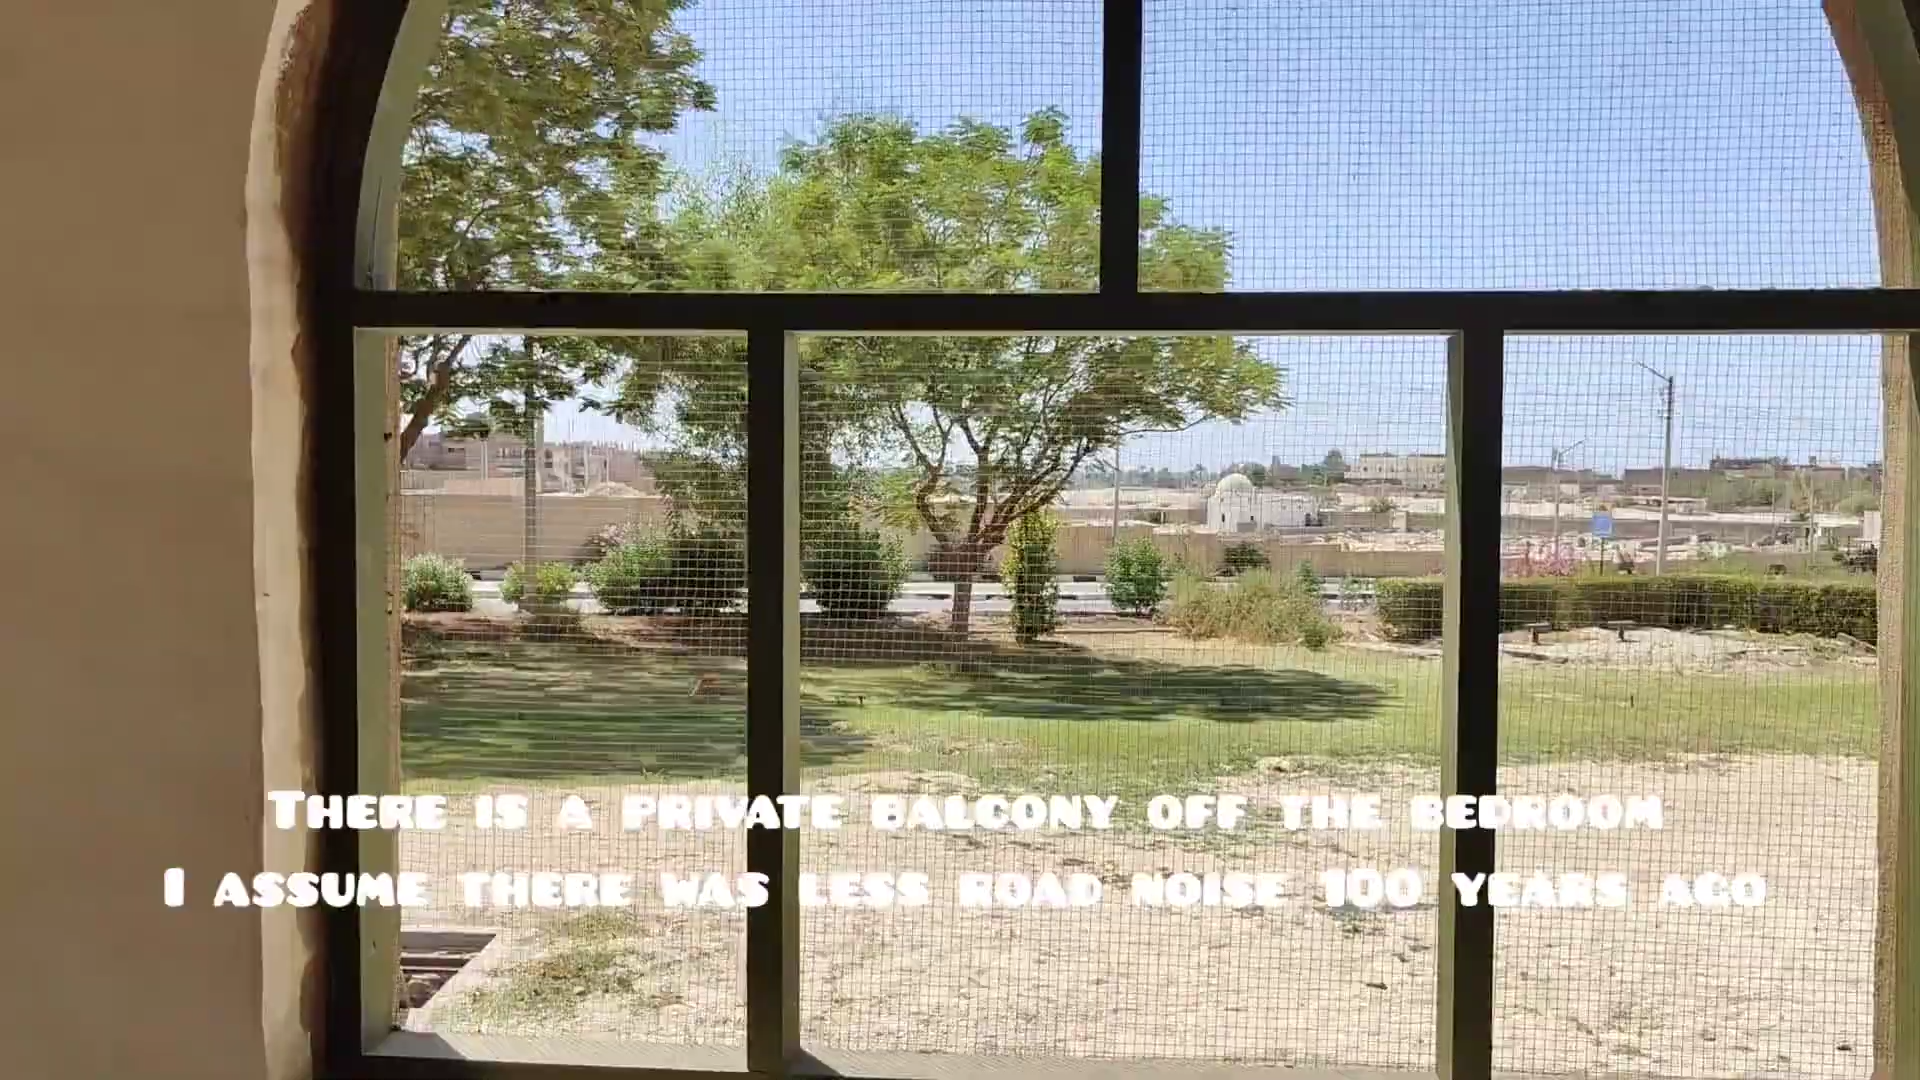 There is a private balcony off the bedroom
I assume there was less road noise 100 years ago